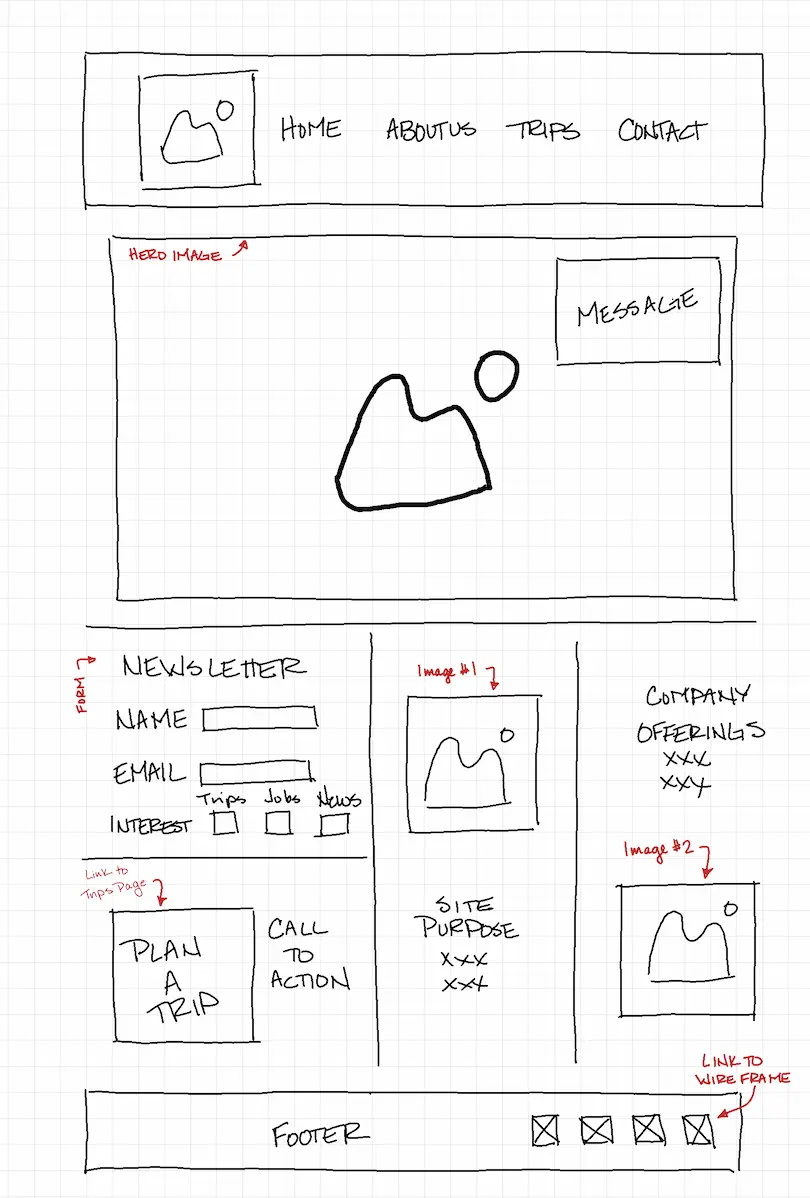 HOME ABOUT US TRIPS CONTACT
HERO IMAGE
MESSAGE
FORM
NEWSLETTER
NAME
EMAIL
Trips Jobs News
INTEREST
Link to
Trips Page
PLAN
A
TRIP
CALL
TO
ACTION
Image #1
SITE
PURPOSE
XXX
XXX
COMPANY
OFFERINGS
XXX
XXX
Image #2
LINK TO
WIRE FRAME
FOOTER